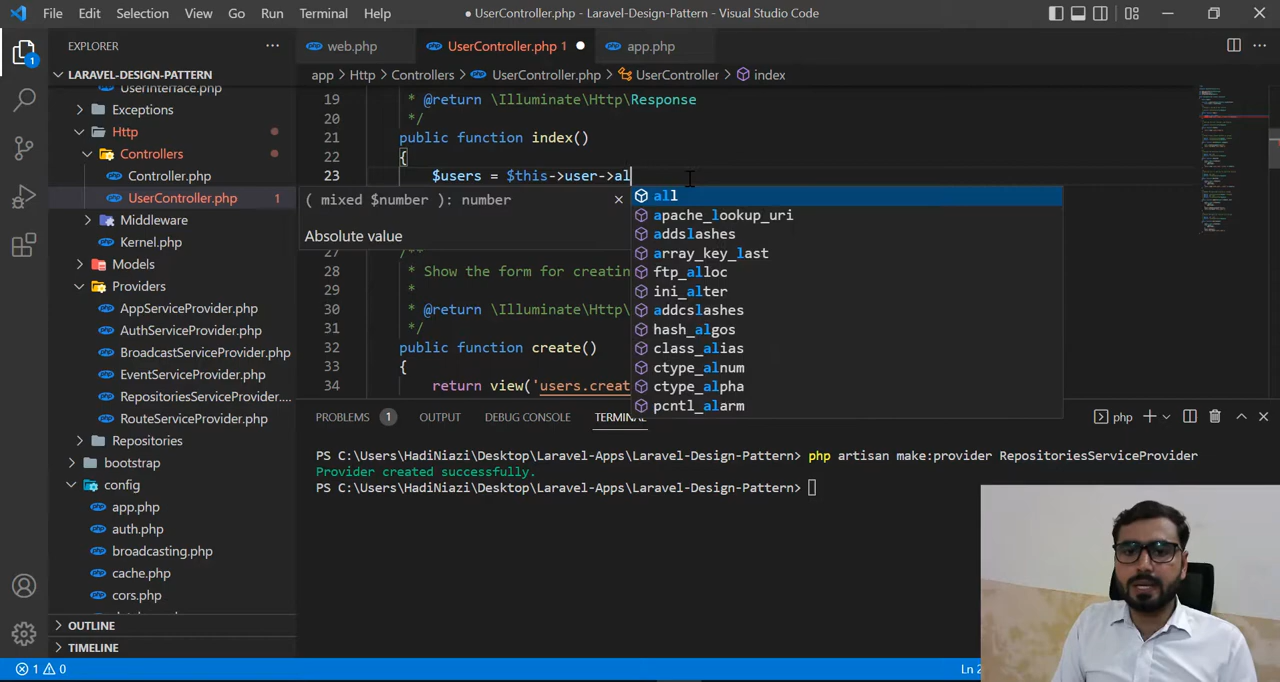 File Edit Selection View Go Run Terminal Help
● UserController.php - Laravel-Design-Pattern - Visual Studio Code
EXPLORER
LARAVEL-DESIGN-PATTERN
UserInterface.php
Exceptions
Http
Controllers
Controller.php
UserController.php 1
Middleware
Kernel.php
Models
Providers
AppServiceProvider.php
AuthServiceProvider.php
BroadcastServiceProvider.php
EventServiceProvider.php
RepositoriesServiceProvider....
RouteServiceProvider.php
Repositories
bootstrap
config
app.php
auth.php
broadcasting.php
cache.php
cors.php
OUTLINE
TIMELINE
1
php web.php
php UserController.php 1 ●
php app.php
app > Http > Controllers > UserController.php > UserController > index
19 * @return \Illuminate\Http\Response
20 *
21 public function index()
22 {
23 $users = $this->user->al
( mixed $number ): number
Absolute value
all
apache_lookup_uri
addslashes
array_key_last
ftp_alloc
ini_alter
addcslashes
hash_algos
class_alias
ctype_alnum
ctype_alpha
pcntl_alarm
27 /**
28 * Show the form for creatin
29 *
30 * @return \Illuminate\Http\
31 */
32 public function create()
33 {
34 return view('users.creat
PROBLEMS 1 OUTPUT DEBUG CONSOLE TERMINAL
php
PS C:\Users\HadiNiazi\Desktop\Laravel-Apps\Laravel-Design-Pattern> php artisan make:provider RepositoriesServiceProvider
Provider created successfully.
PS C:\Users\HadiNiazi\Desktop\Laravel-Apps\Laravel-Design-Pattern>
1 0
Ln 2